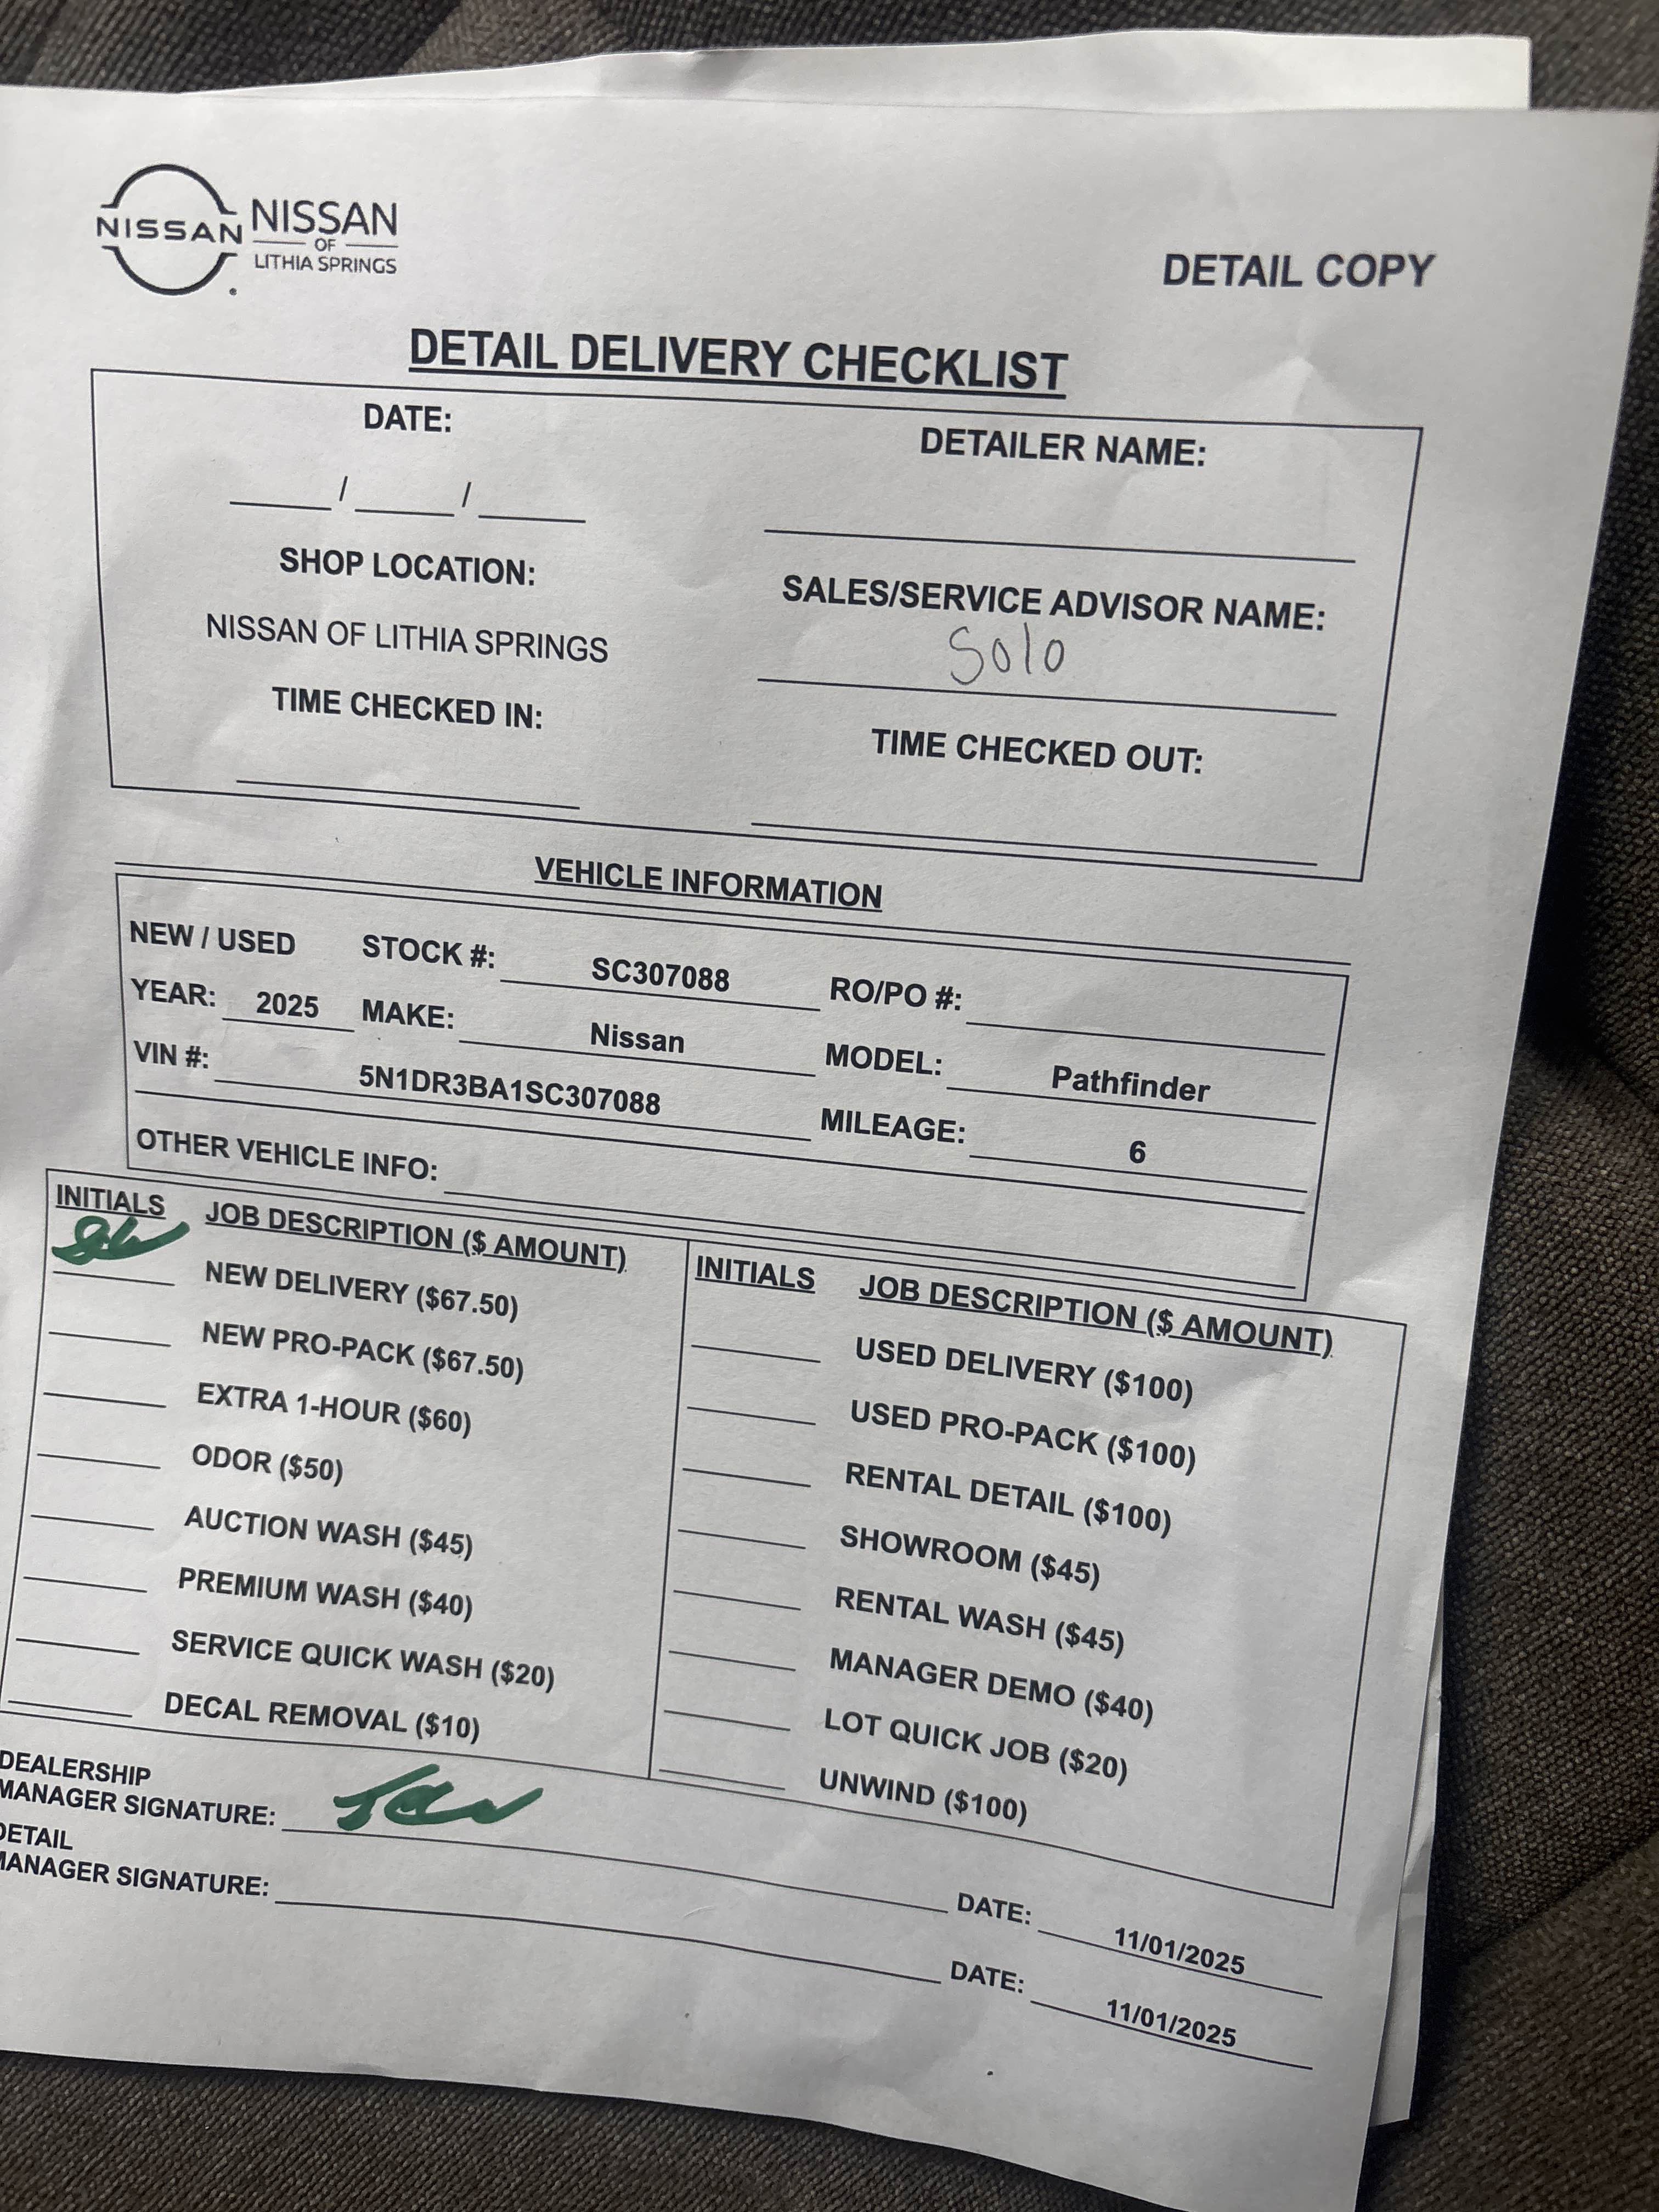 NISSAN
NISSAN
OF
LITHIA SPRINGS
DETAIL COPY
DETAIL DELIVERY CHECKLIST
DATE:
DETAILER NAME:
/ /
SHOP LOCATION:
SALES/SERVICE ADVISOR NAME:
NISSAN OF LITHIA SPRINGS
Solo
TIME CHECKED IN:
TIME CHECKED OUT:
VEHICLE INFORMATION
NEW / USED STOCK #: SC307088 RO/PO #:
YEAR: 2025 MAKE: Nissan MODEL: Pathfinder
VIN #: 5N1DR3BA1SC307088 MILEAGE: 6
OTHER VEHICLE INFO:
INITIALS JOB DESCRIPTION ($ AMOUNT)
NEW DELIVERY ($67.50)
NEW PRO-PACK ($67.50)
EXTRA 1-HOUR ($60)
ODOR ($50)
AUCTION WASH ($45)
PREMIUM WASH ($40)
SERVICE QUICK WASH ($20)
DECAL REMOVAL ($10)
INITIALS JOB DESCRIPTION ($ AMOUNT)
USED DELIVERY ($100)
USED PRO-PACK ($100)
RENTAL DETAIL ($100)
SHOWROOM ($45)
RENTAL WASH ($45)
MANAGER DEMO ($40)
LOT QUICK JOB ($20)
UNWIND ($100)
DEALERSHIP
MANAGER SIGNATURE: DATE: 11/01/2025
DETAIL
MANAGER SIGNATURE: DATE: 11/01/2025